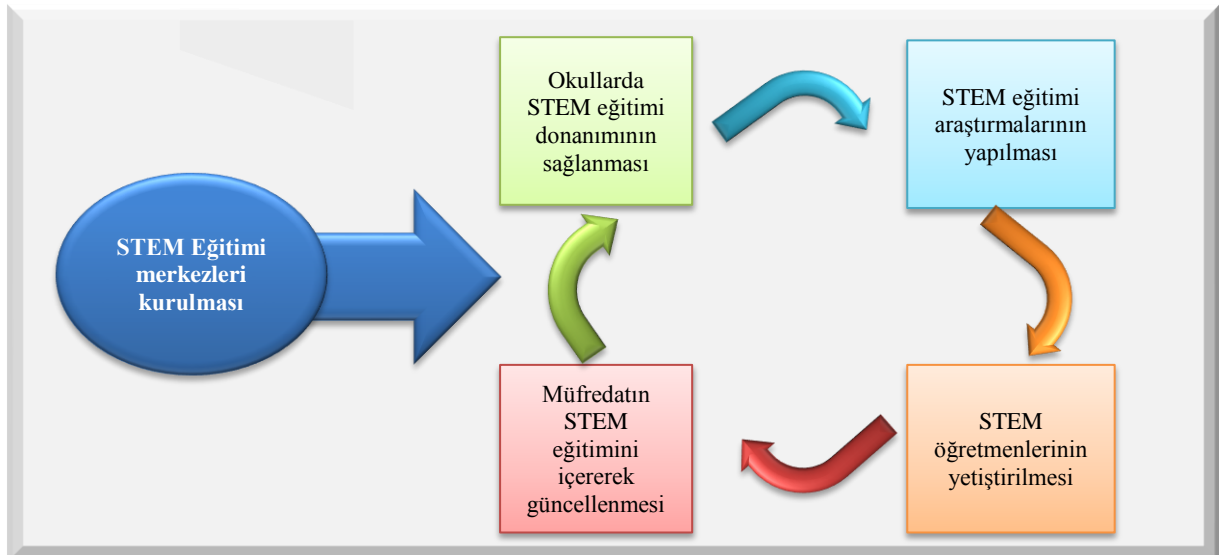 STEM Eğitimi
merkezleri
kurulması
Okullarda
STEM eğitimi
donanımının
sağlanması
STEM eğitimi
araştırmalarının
yapılması
STEM
öğretmenlerinin
yetiştirilmesi
Müfredatın
STEM
eğitimini
içererek
güncellenmesi